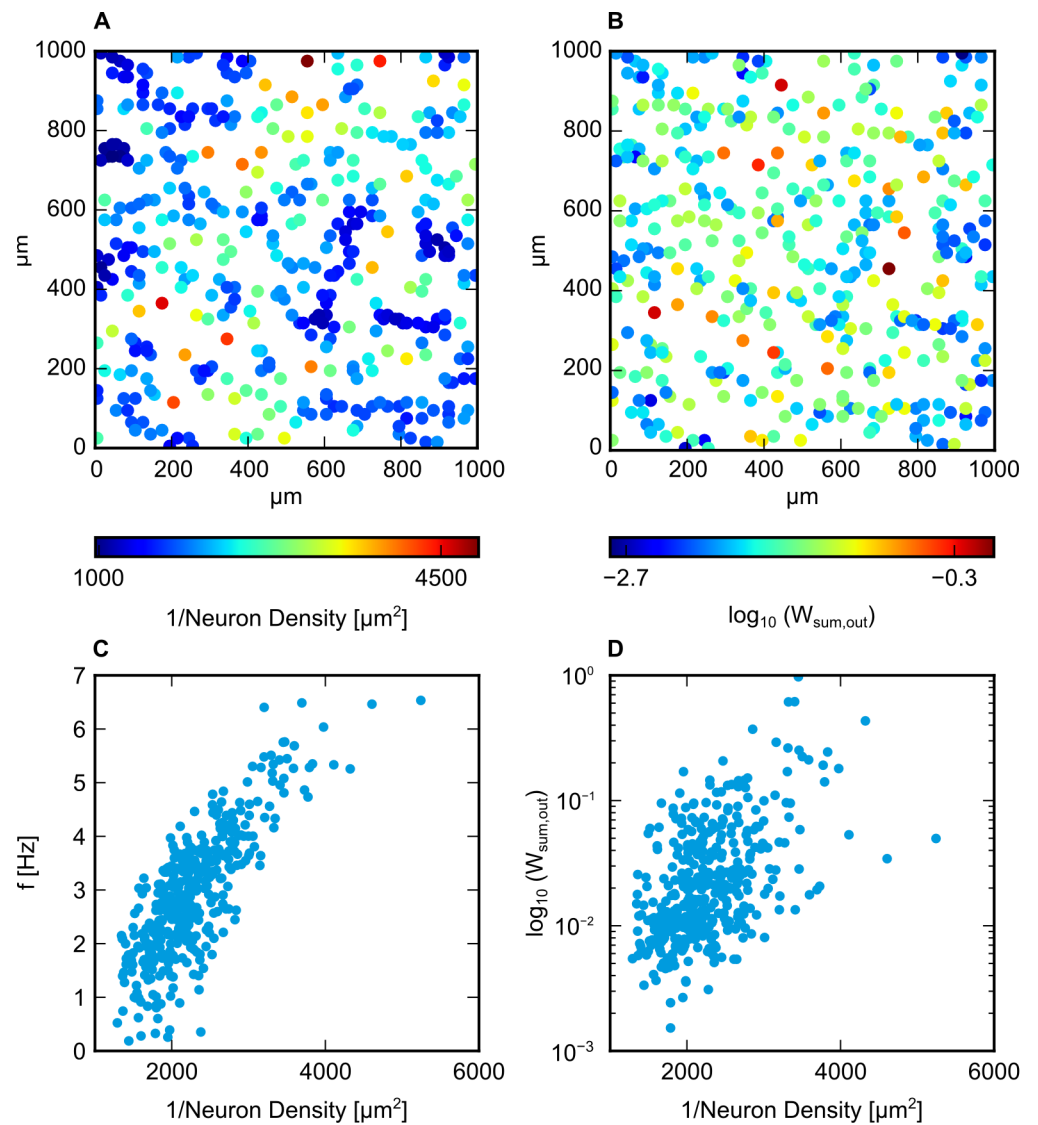 A
B
1000
800
600
400
200
0
µm
0 200 400 600 800 1000
µm
1000
800
600
400
200
0
µm
0 200 400 600 800 1000
µm
1000 4500
1/Neuron Density [µm²]
−2.7 −0.3
log₁₀ (Wsum,out)
C
D
7
6
5
4
3
2
1
0
f [Hz]
2000 4000 6000
1/Neuron Density [µm²]
10⁰
10⁻¹
10⁻²
10⁻³
log₁₀ (Wsum,out)
2000 4000 6000
1/Neuron Density [µm²]